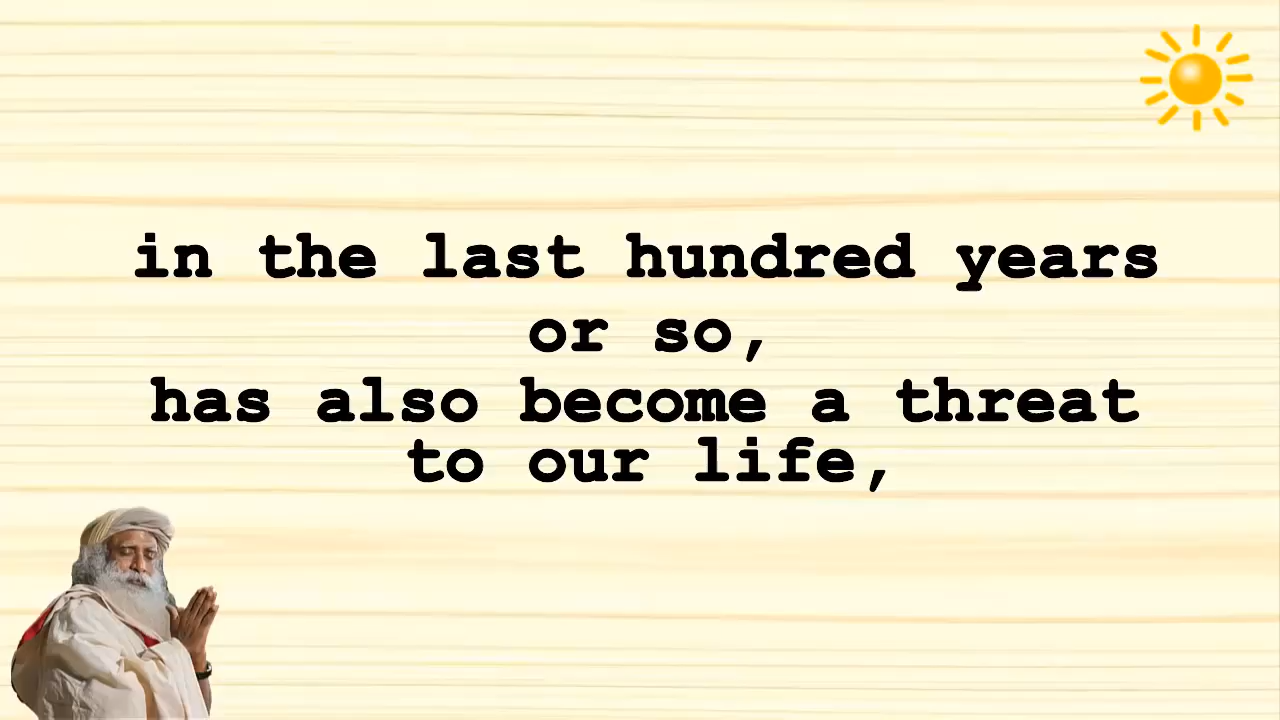 in the last hundred years
or so,
has also become a threat
to our life,